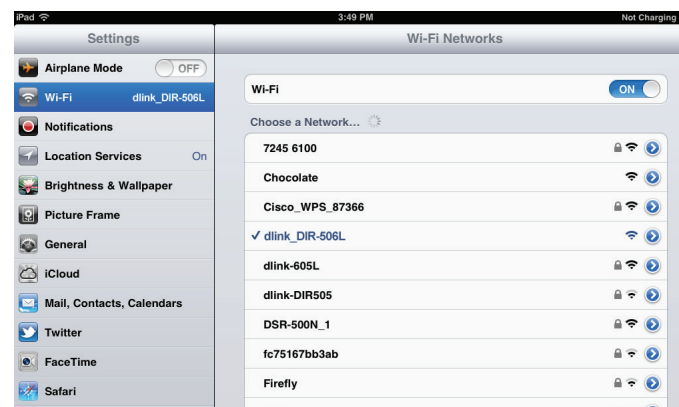 iPad 3:49 PM Not Charging
Settings
Wi-Fi Networks
Airplane Mode OFF
Wi-Fi dlink_DIR-506L
Notifications
Location Services On
Brightness & Wallpaper
Picture Frame
General
iCloud
Mail, Contacts, Calendars
Twitter
FaceTime
Safari
Wi-Fi ON
Choose a Network...
7245 6100
Chocolate
Cisco_WPS_87366
dlink_DIR-506L
dlink-605L
dlink-DIR505
DSR-500N_1
fc75167bb3ab
Firefly